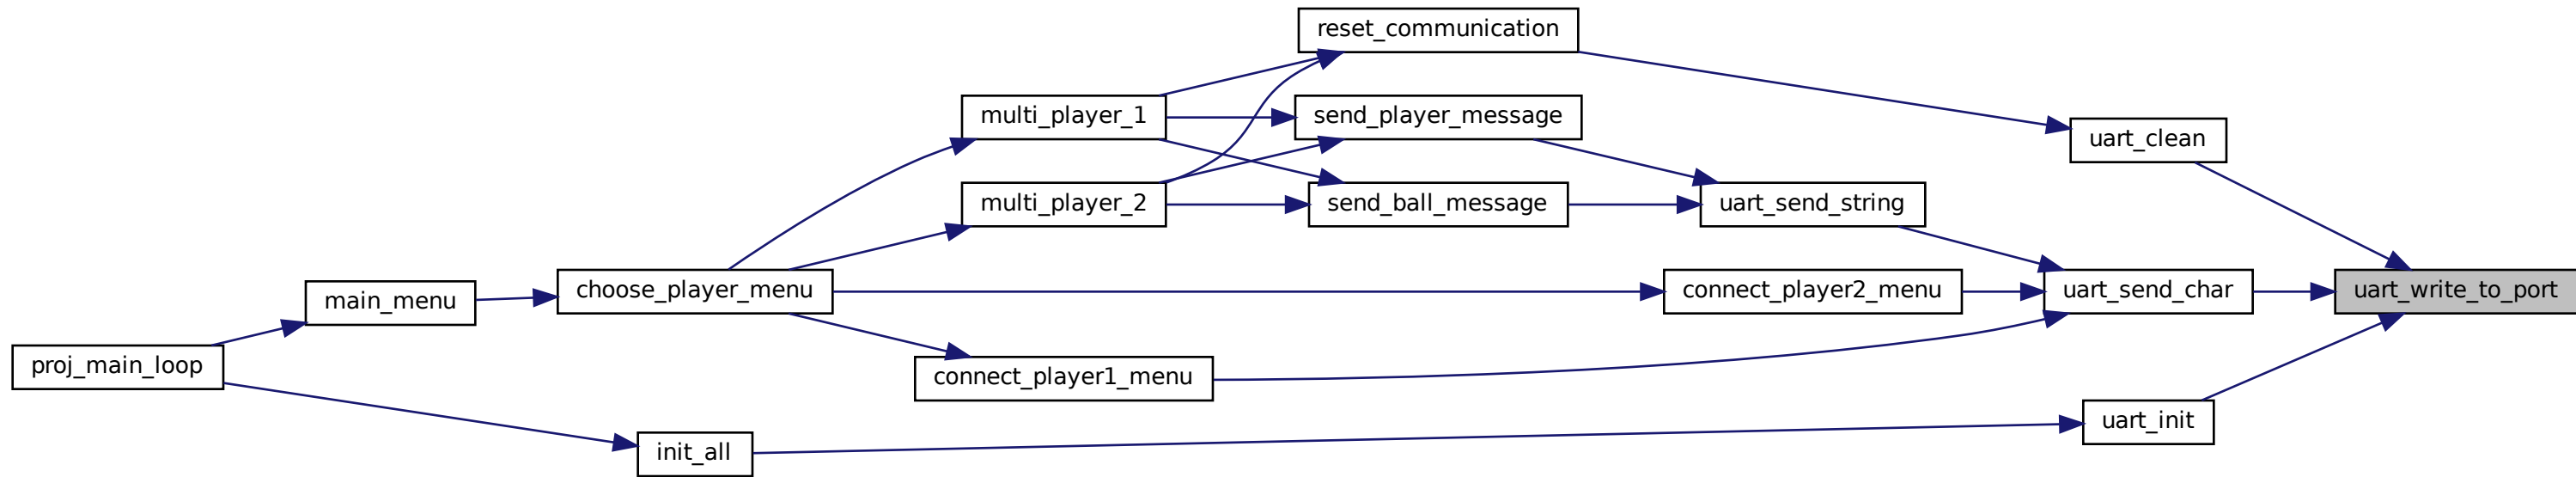 reset_communication
multi_player_1
send_player_message
uart_clean
multi_player_2
send_ball_message
uart_send_string
main_menu
choose_player_menu
connect_player2_menu
uart_send_char
uart_write_to_port
proj_main_loop
connect_player1_menu
uart_init
init_all